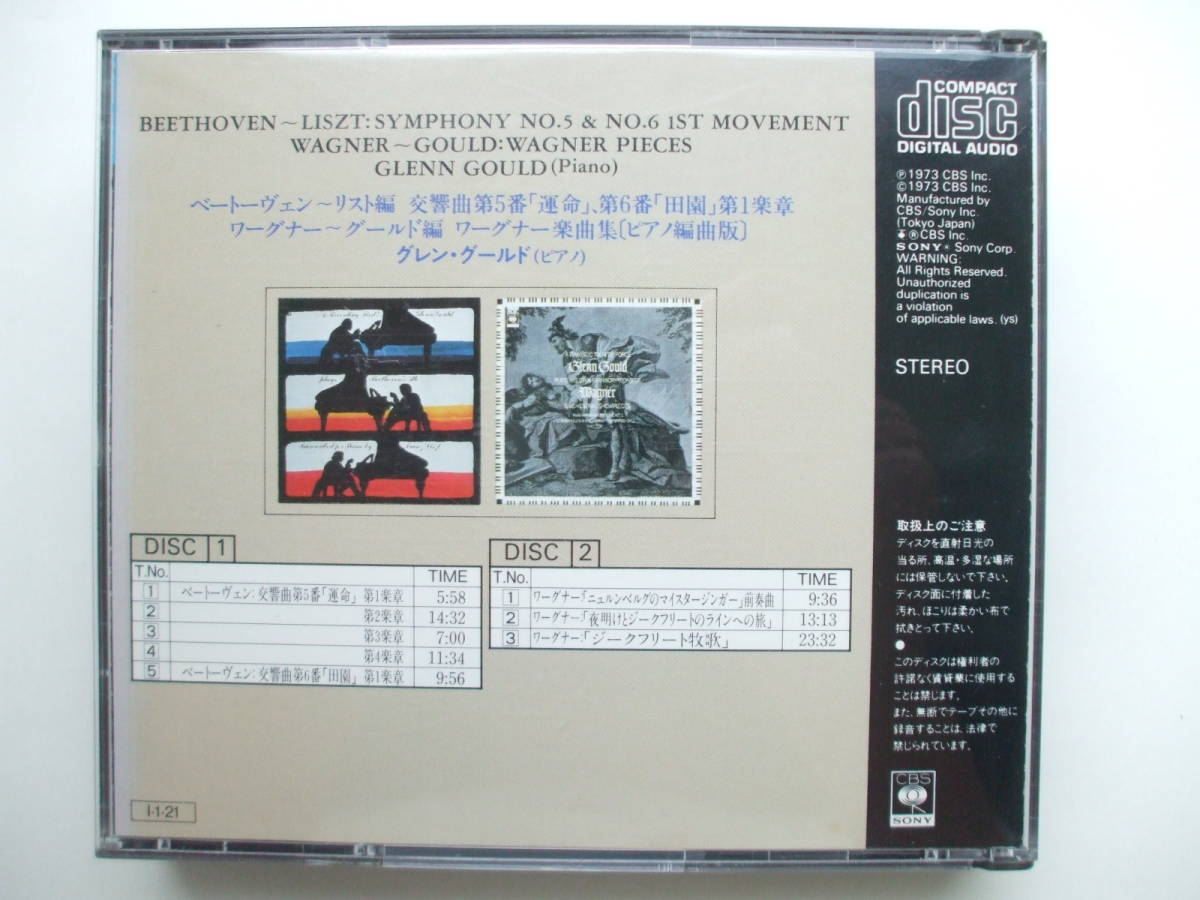 BEETHOVEN~LISZT: SYMPHONY NO.5 & NO.6 1ST MOVEMENT
WAGNER~GOULD: WAGNER PIECES
GLENN GOULD (Piano)
ベートーヴェン~リスト編 交響曲第5番「運命」、第6番「田園」第1楽章
ワーグナー~グールド編 ワーグナー楽曲集〔ピアノ編曲版〕
グレン・グールド(ピアノ)
Glenn Gould
Wagner
DISC 1
T.No. TIME
1 ベートーヴェン:交響曲第5番「運命」 第1楽章 5:58
2 第2楽章 14:32
3 第3楽章 7:00
4 第4楽章 11:34
5 ベートーヴェン:交響曲第6番「田園」 第1楽章 9:56
DISC 2
T.No. TIME
1 ワーグナー:「ニュルンベルグのマイスタージンガー」前奏曲 9:36
2 ワーグナー:「夜明けとジークフリートのラインへの旅」 13:13
3 ワーグナー:「ジークフリート牧歌」 23:32
I-1-21
COMPACT
disc
DIGITAL AUDIO
℗1973 CBS Inc.
©1973 CBS Inc.
Manufactured by
CBS/Sony Inc.
(Tokyo Japan)
®CBS Inc.
SONY® Sony Corp.
WARNING:
All Rights Reserved.
Unauthorized
duplication is
a violation
of applicable laws. (ys)
STEREO
取扱上のご注意
ディスクを直射日光の
当る所、高温・多湿な場所
には保管しないで下さい。
ディスク面に付着した
汚れ、ほこりは柔かい布で
拭きとって下さい。
●
このディスクは権利者の
許諾なく賃貸業に使用する
ことは禁じます。
また、無断でテープその他に
録音することは、法律で
禁じられています。
CBS
SONY